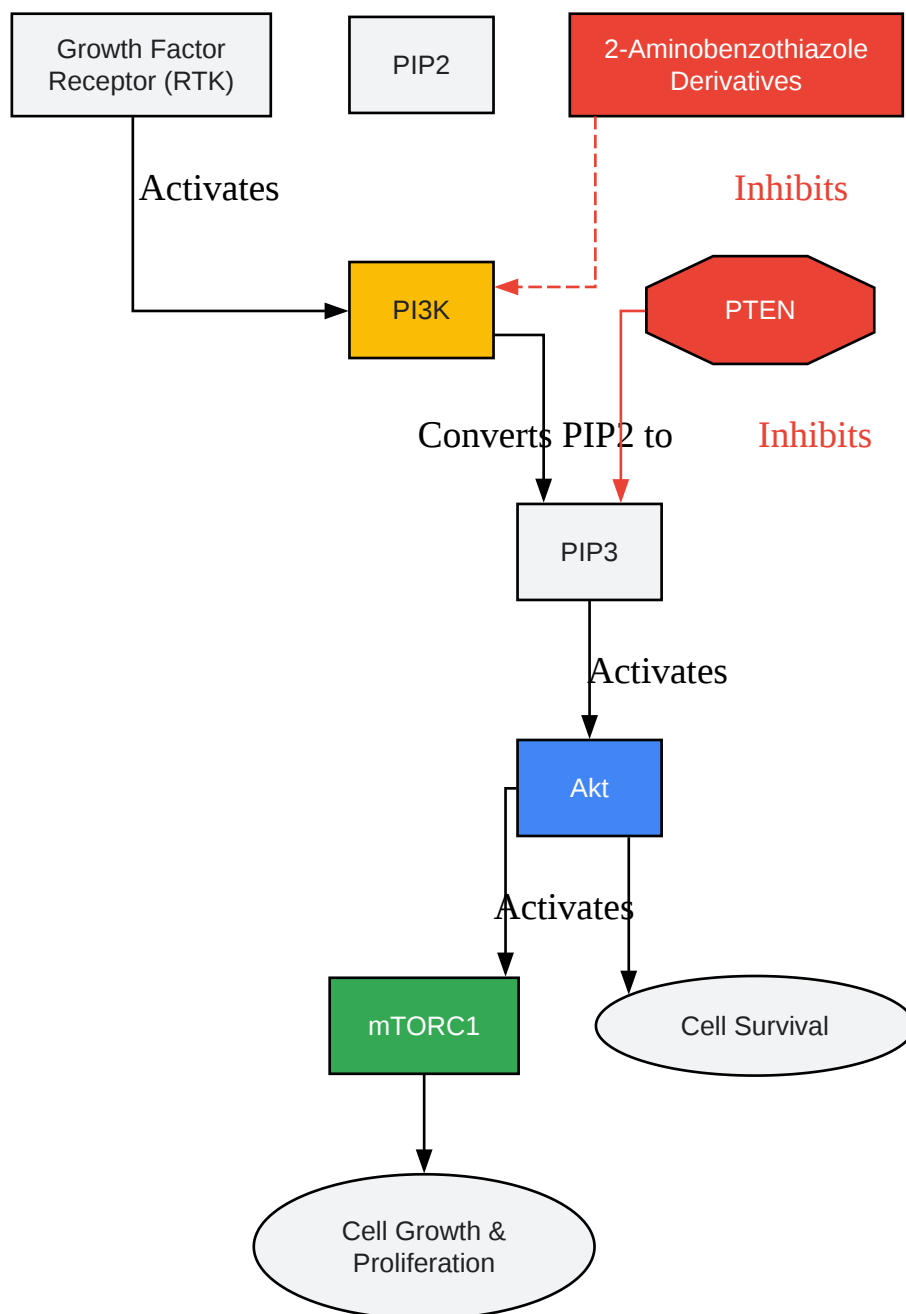 Growth Factor
Receptor (RTK)
PIP2
2-Aminobenzothiazole
Derivatives
Activates
Inhibits
PI3K
PTEN
Converts PIP2 to
Inhibits
PIP3
Activates
Akt
Activates
mTORC1
Cell Survival
Cell Growth &
Proliferation